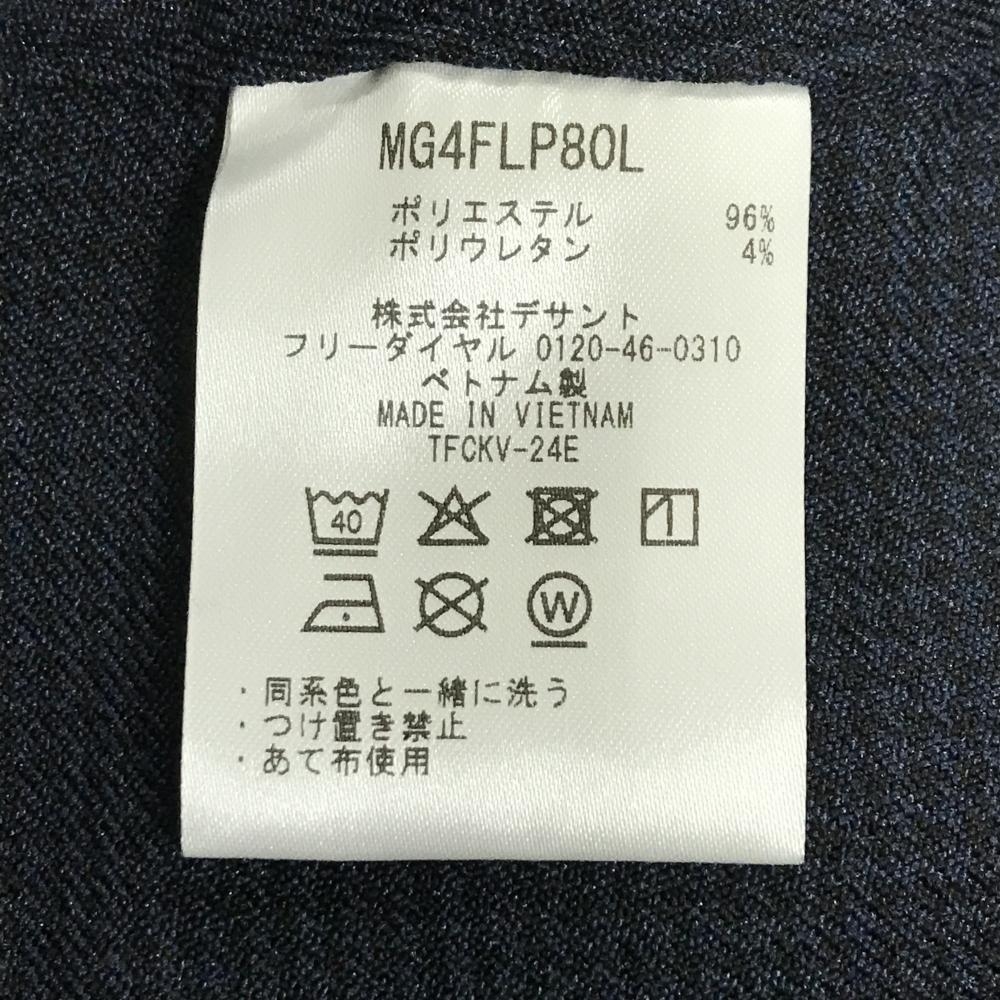 MG4FLP80L
ポリエステル 96%
ポリウレタン 4%
株式会社デサント
フリーダイヤル 0120-46-0310
ベトナム製
MADE IN VIETNAM
TFCKV-24E
40
W
・同系色と一緒に洗う
・つけ置き禁止
・あて布使用